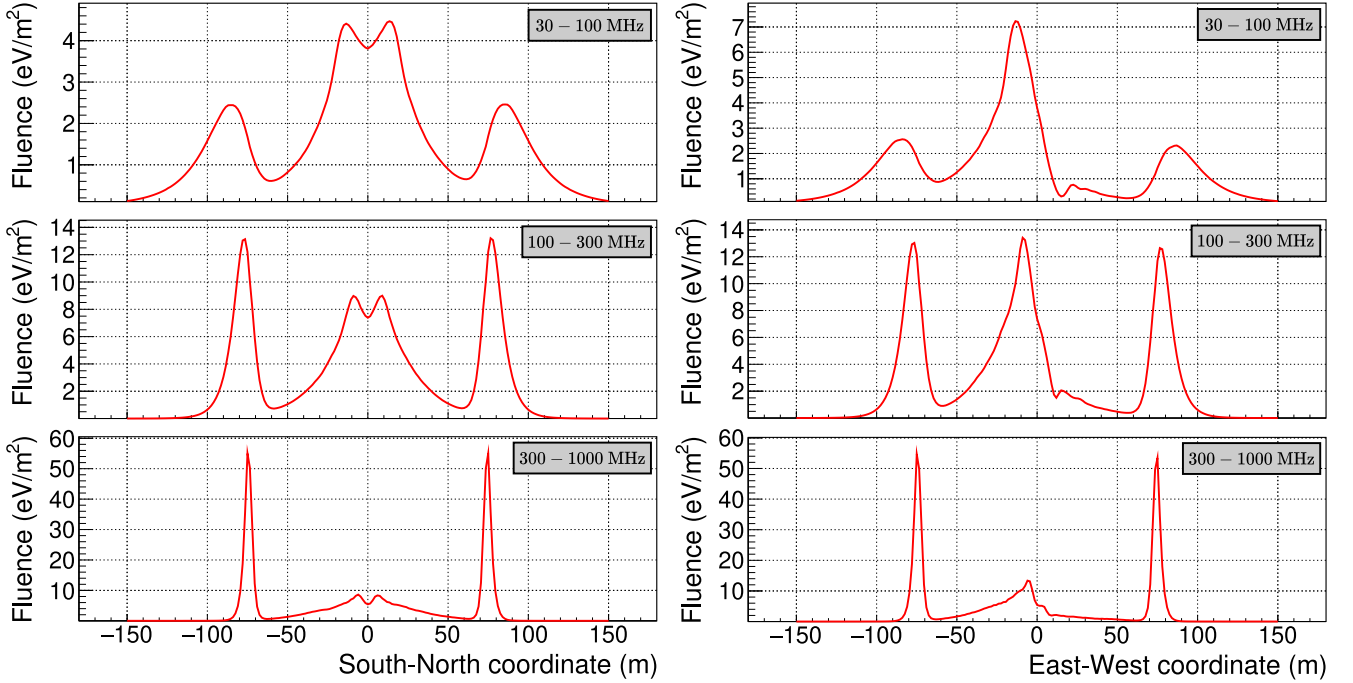 Fluence (eV/m²)
4
3
2
1
30 − 100 MHz
Fluence (eV/m²)
7
6
5
4
3
2
1
30 − 100 MHz
Fluence (eV/m²)
14
12
10
8
6
4
2
100 − 300 MHz
Fluence (eV/m²)
14
12
10
8
6
4
2
100 − 300 MHz
Fluence (eV/m²)
60
50
40
30
20
10
300 − 1000 MHz
−150 −100 −50 0 50 100 150
South-North coordinate (m)
Fluence (eV/m²)
60
50
40
30
20
10
300 − 1000 MHz
−150 −100 −50 0 50 100 150
East-West coordinate (m)